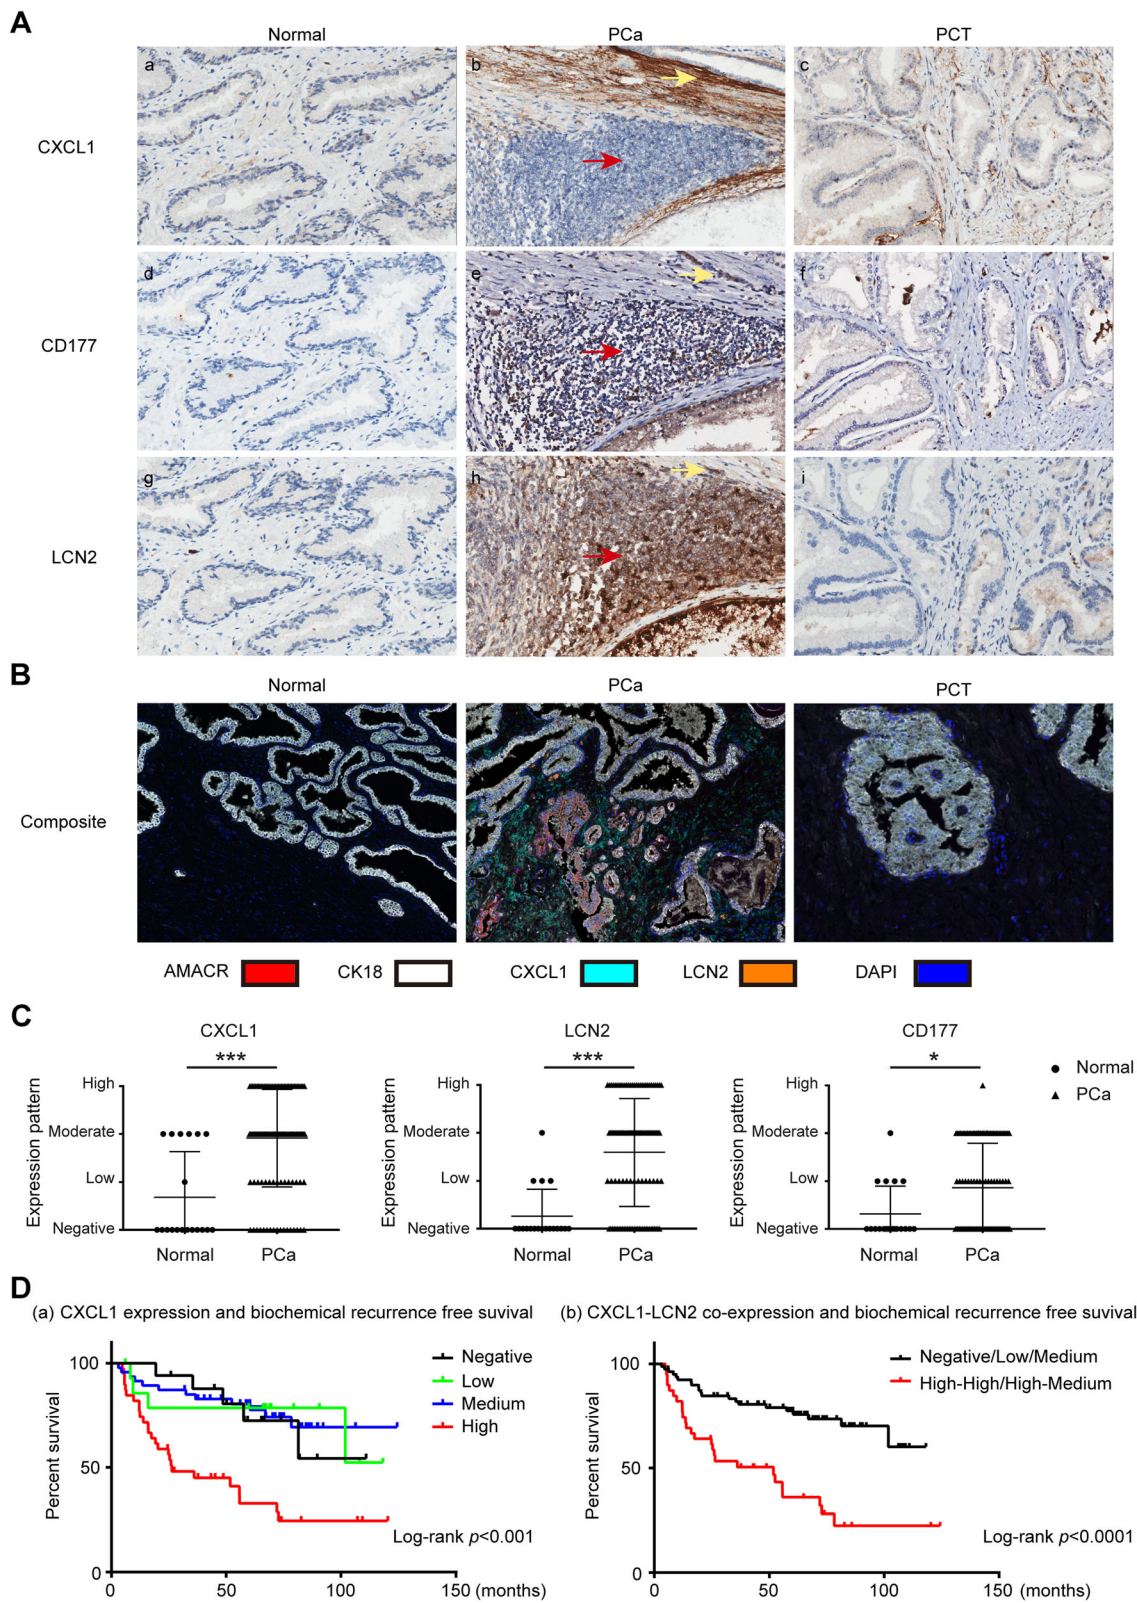 A
Normal PCa PCT
CXCL1 a b c
CD177 d e f
LCN2 g h i
B
Normal PCa PCT
Composite
AMACR CK18 CXCL1 LCN2 DAPI
C
CXCL1
***
Expression pattern
High
Moderate
Low
Negative
Normal PCa
LCN2
***
Expression pattern
High
Moderate
Low
Negative
Normal PCa
CD177
*
Expression pattern
High
Moderate
Low
Negative
Normal PCa
Normal
PCa
D
(a) CXCL1 expression and biochemical recurrence free suvival
Percent survival
100
50
0
Negative
Low
Medium
High
Log-rank p<0.001
0 50 100 150 (months)
(b) CXCL1-LCN2 co-expression and biochemical recurrence free suvival
Percent survival
100
50
0
Negative/Low/Medium
High-High/High-Medium
Log-rank p<0.0001
0 50 100 150 (months)